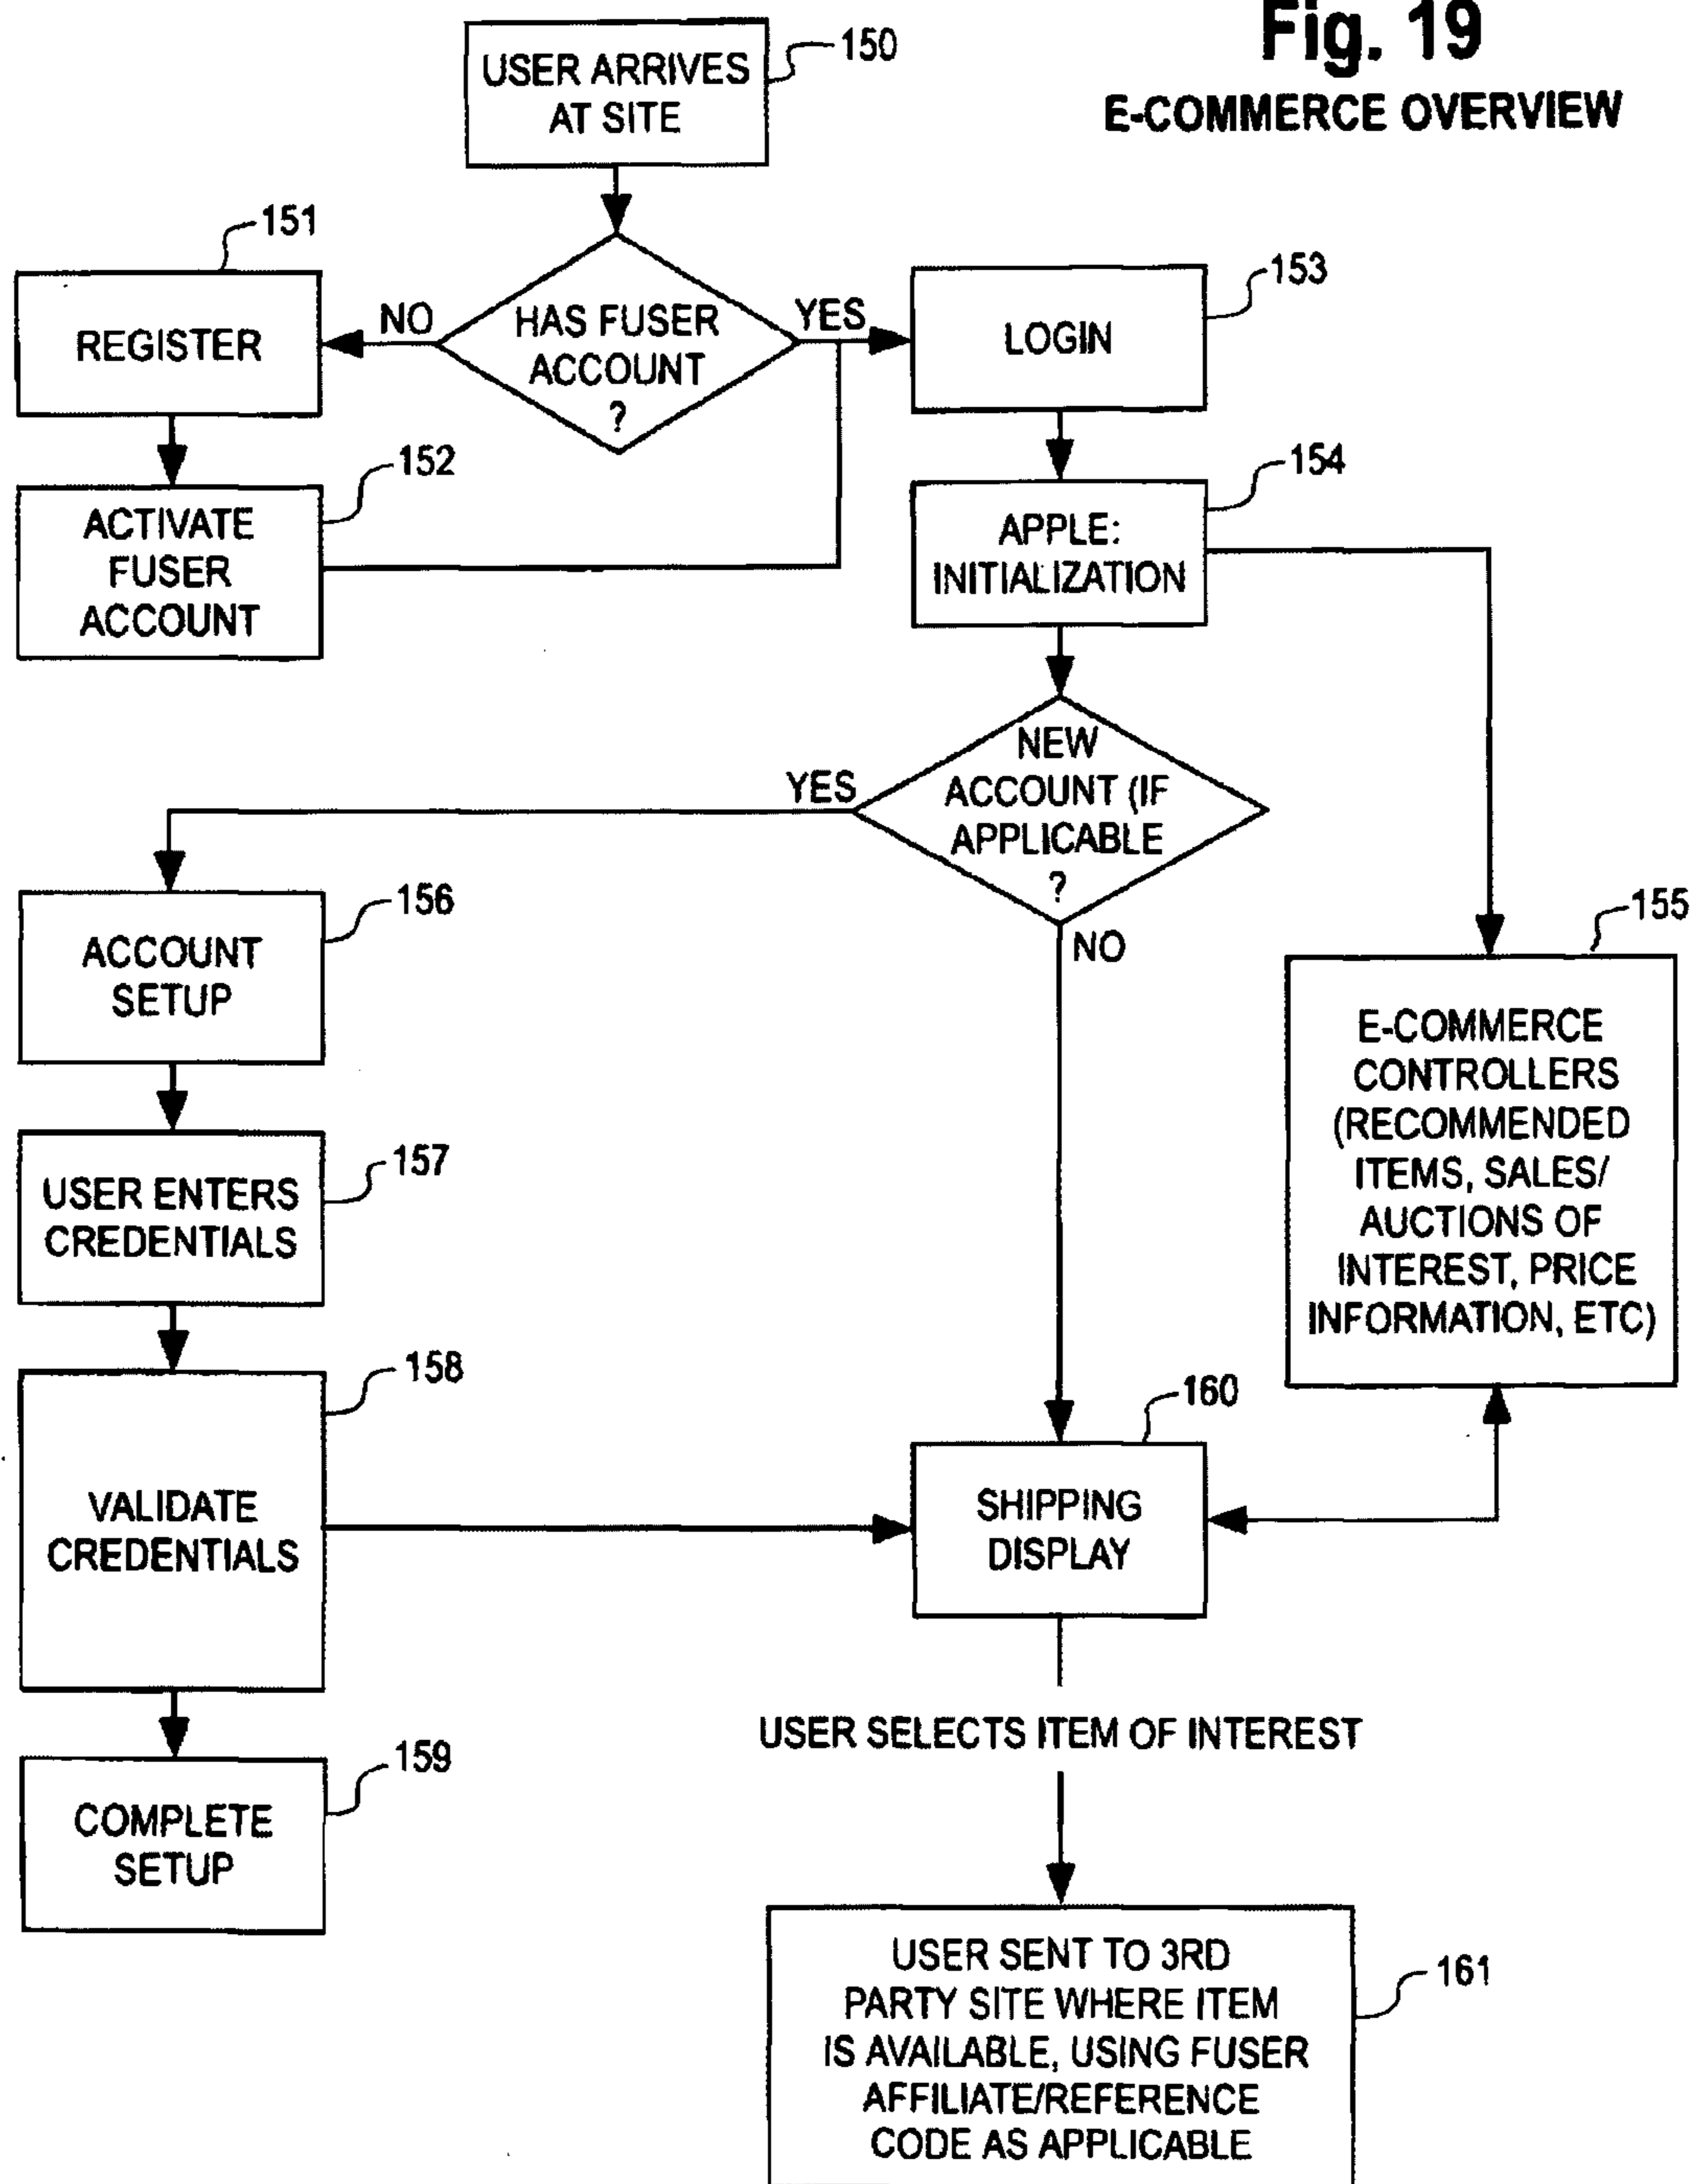 Fig. 19
E-COMMERCE OVERVIEW
USER ARRIVES
AT SITE
150
151
REGISTER
NO
HAS FUSER
ACCOUNT
?
YES
153
LOGIN
152
ACTIVATE
FUSER
ACCOUNT
154
APPLE:
INITIALIZATION
NEW
ACCOUNT (IF
APPLICABLE
?
YES
NO
156
ACCOUNT
SETUP
155
E-COMMERCE
CONTROLLERS
(RECOMMENDED
ITEMS, SALES/
AUCTIONS OF
INTEREST, PRICE
INFORMATION, ETC)
157
USER ENTERS
CREDENTIALS
158
VALIDATE
CREDENTIALS
160
SHIPPING
DISPLAY
USER SELECTS ITEM OF INTEREST
159
COMPLETE
SETUP
161
USER SENT TO 3RD
PARTY SITE WHERE ITEM
IS AVAILABLE, USING FUSER
AFFILIATE/REFERENCE
CODE AS APPLICABLE